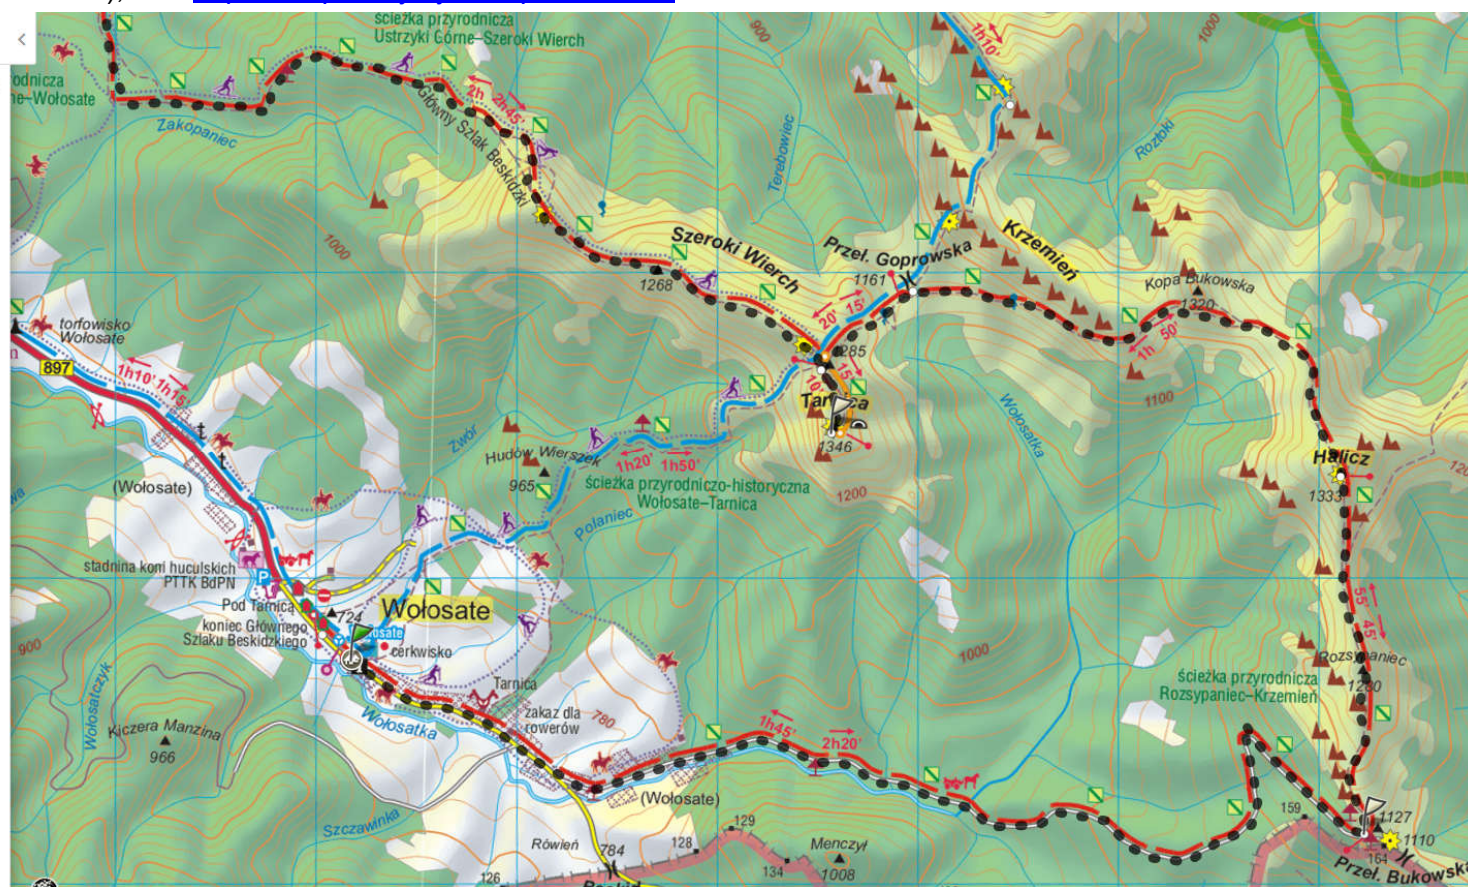 ścieżka przyrodnicza
Ustrzyki Górne–Szeroki Wierch
900
1h10'
1000
odnicza
ne–Wołosate
2h
2h45'
Główny Szlak Beskidzki
Zakopaniec
Terebowiec
Roztoki
1000
Szeroki Wierch
Przeł. Goprowska
1161
Krzemień
1268
Kopa Bukowska
1320
20'
15'
1h
50'
torfowisko
Wołosate
897
1h10'
1h15'
1285
15'
10'
Tarnica
1346
1100
Wołosatka
Zwór
Hudów Wierszek
965
1h20'
1h50'
ścieżka przyrodniczo-historyczna
Wołosate–Tarnica
1200
Halicz
1333
(Wołosate)
Połaniec
stadnina koni huculskich
PTTK BdPN
P
Pod Tarnicą
724
Wołosate
koniec Głównego
Szlaku Beskidzkiego
cerkwisko
55'
45'
900
1000
Rozsypaniec
1280
ścieżka przyrodnicza
Rozsypaniec–Krzemień
Wołosatczyk
Kiczera Manzina
966
Wołosatka
Tarnica
zakaz dla
rowerów
780
1h45'
2h20'
(Wołosate)
Szczawinka
Rówień
784
128
129
Menczył
1008
134
126
159
1127
1110
164
Przeł. Bukowska